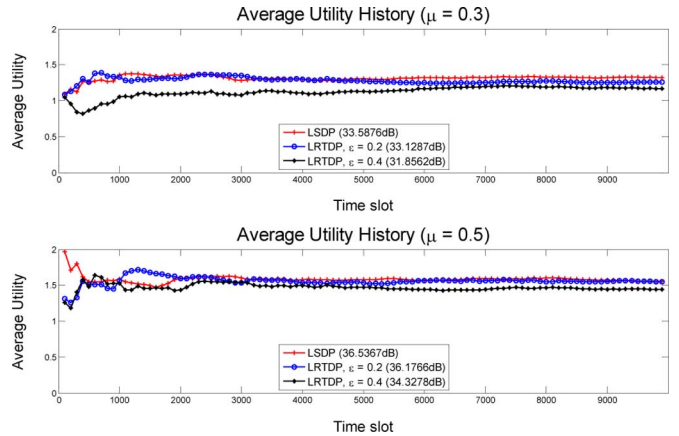 Average Utility History (μ = 0.3)
2
1.5
1
0.5
0
Average Utility
LSDP (33.5876dB)
LRTDP, ε = 0.2 (33.1287dB)
LRTDP, ε = 0.4 (31.8562dB)
0 1000 2000 3000 4000 5000 6000 7000 8000 9000
Time slot
Average Utility History (μ = 0.5)
2
1.5
1
0.5
0
Average Utility
LSDP (36.5367dB)
LRTDP, ε = 0.2 (36.1766dB)
LRTDP, ε = 0.4 (34.3278dB)
0 1000 2000 3000 4000 5000 6000 7000 8000 9000
Time slot